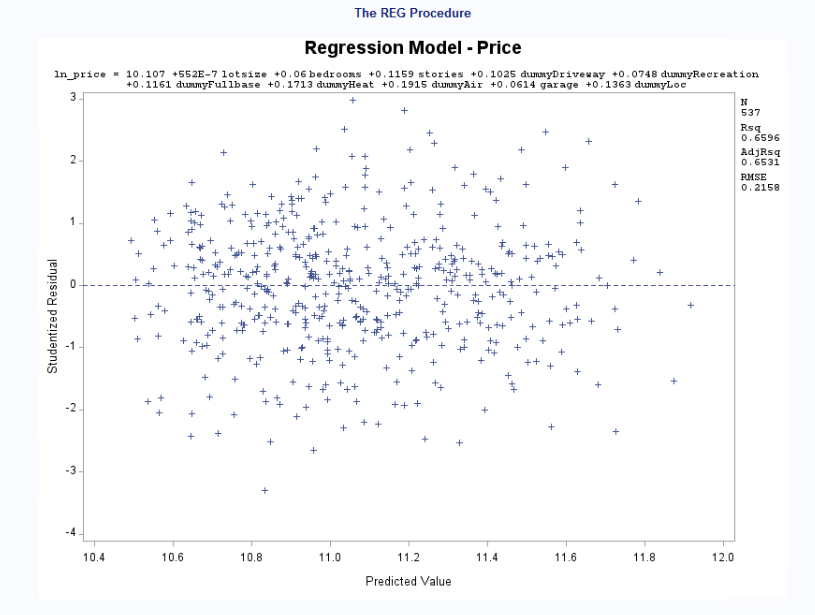 The REG Procedure
Regression Model - Price
ln_price = 10.107 +552E-7 lotsize +0.06 bedrooms +0.1159 stories +0.1025 dummyDriveway +0.0748 dummyRecreation
+0.1161 dummyFullbase +0.1713 dummyHeat +0.1915 dummyAir +0.0614 garage +0.1363 dummyLoc
N
537
Rsq
0.6596
AdjRsq
0.6531
RMSE
0.2158
3
2
1
0
-1
-2
-3
-4
Studentized Residual
10.4 10.6 10.8 11.0 11.2 11.4 11.6 11.8 12.0
Predicted Value